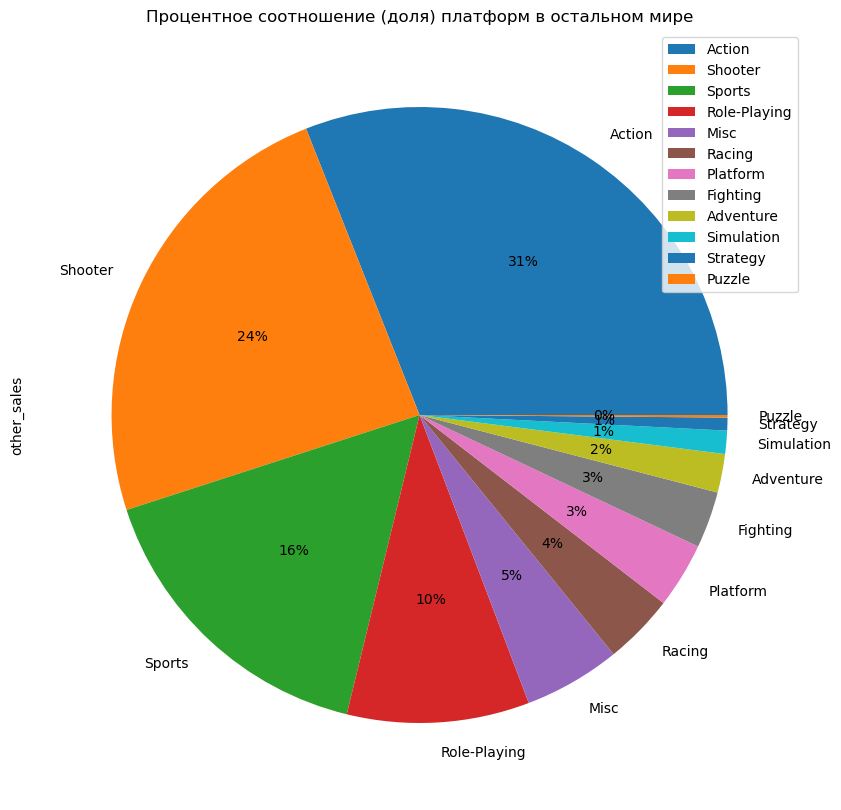 Процентное соотношение (доля) платформ в остальном мире
Action
Shooter
Sports
Role-Playing
Misc
Racing
Platform
Fighting
Adventure
Simulation
Strategy
Puzzle
Action
31%
Shooter
24%
other_sales
0%
Puzzle
1%
Strategy
1%
Simulation
2%
Adventure
3%
Fighting
3%
Platform
4%
Racing
5%
Misc
10%
Role-Playing
16%
Sports